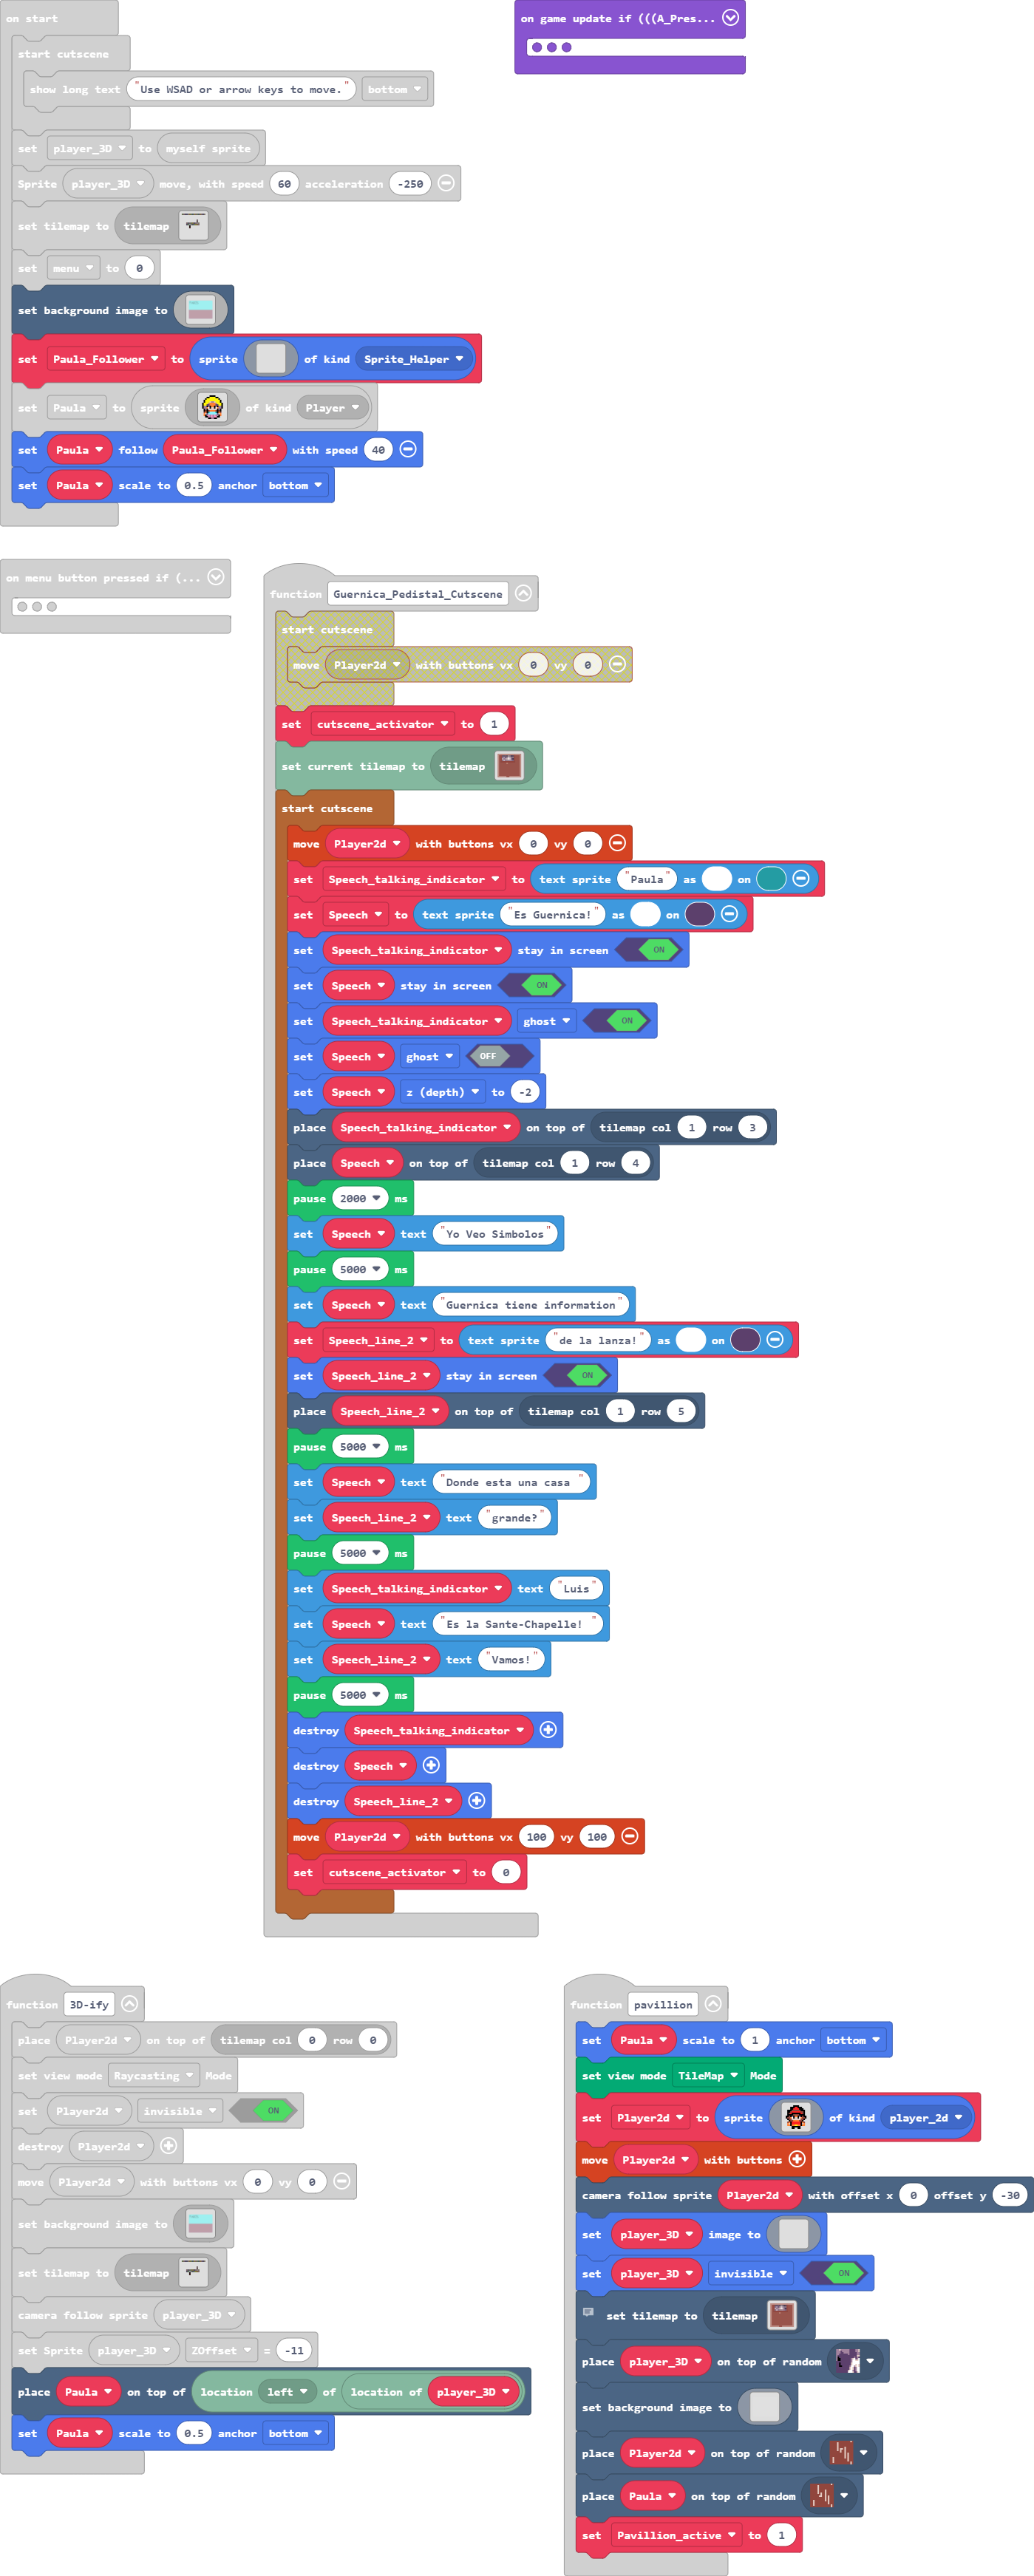 on start
start cutscene
show long text "Use WSAD or arrow keys to move." bottom
set player_3D to myself sprite
Sprite player_3D move, with speed 60 acceleration -250
set tilemap to tilemap
set menu to 0
set background image to
set Paula_Follower to sprite of kind Sprite_Helper
set Paula to sprite of kind Player
set Paula follow Paula_Follower with speed 40
set Paula scale to 0.5 anchor bottom
on game update if (((A_Pres...
on menu button pressed if (...
function Guernica_Pedistal_Cutscene
start cutscene
move Player2d with buttons vx 0 vy 0
set cutscene_activator to 1
set current tilemap to tilemap
start cutscene
move Player2d with buttons vx 0 vy 0
set Speech_talking_indicator to text sprite "Paula" as on
set Speech to text sprite "Es Guernica!" as on
set Speech_talking_indicator stay in screen ON
set Speech stay in screen ON
set Speech_talking_indicator ghost ON
set Speech ghost OFF
set Speech z (depth) to -2
place Speech_talking_indicator on top of tilemap col 1 row 3
place Speech on top of tilemap col 1 row 4
pause 2000 ms
set Speech text "Yo Veo Simbolos"
pause 5000 ms
set Speech text "Guernica tiene information"
set Speech_line_2 to text sprite "de la lanza!" as on
set Speech_line_2 stay in screen ON
place Speech_line_2 on top of tilemap col 1 row 5
pause 5000 ms
set Speech text "Donde esta una casa "
set Speech_line_2 text "grande?"
pause 5000 ms
set Speech_talking_indicator text "Luis"
set Speech text "Es la Sante-Chapelle! "
set Speech_line_2 text "Vamos!"
pause 5000 ms
destroy Speech_talking_indicator
destroy Speech
destroy Speech_line_2
move Player2d with buttons vx 100 vy 100
set cutscene_activator to 0
function 3D-ify
place Player2d on top of tilemap col 0 row 0
set view mode Raycasting Mode
set Player2d invisible ON
destroy Player2d
move Player2d with buttons vx 0 vy 0
set background image to
set tilemap to tilemap
camera follow sprite player_3D
set Sprite player_3D ZOffset = -11
place Paula on top of location left of location of player_3D
set Paula scale to 0.5 anchor bottom
function pavillion
set Paula scale to 1 anchor bottom
set view mode TileMap Mode
set Player2d to sprite of kind player_2d
move Player2d with buttons
camera follow sprite Player2d with offset x 0 offset y -30
set player_3D image to
set player_3D invisible ON
set tilemap to tilemap
place player_3D on top of random
set background image to
place Player2d on top of random
place Paula on top of random
set Pavillion_active to 1